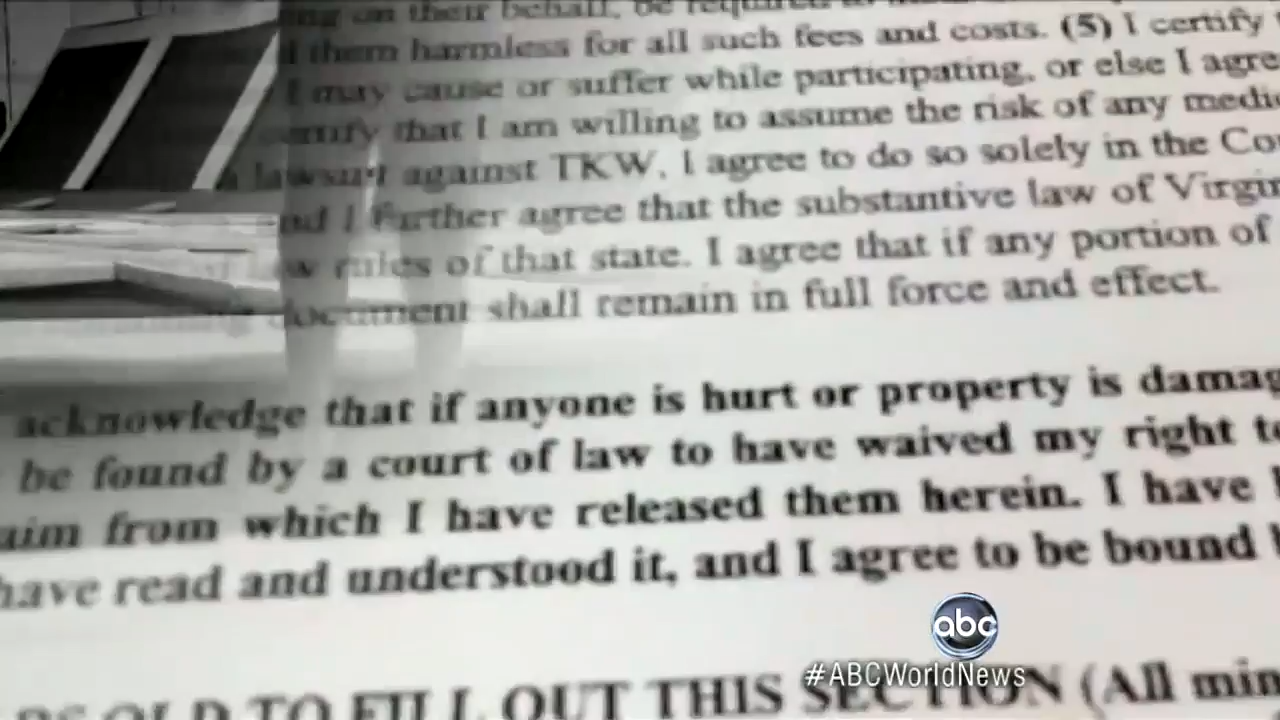 on their behalf, be required to
them harmless for all such fees and costs. (5) I certify
I may cause or suffer while participating, or else I agre
certify that I am willing to assume the risk of any medic
lawsuit against TKW, I agree to do so solely in the Cou
nd I further agree that the substantive law of Virgin
law rules of that state. I agree that if any portion of
document shall remain in full force and effect.
acknowledge that if anyone is hurt or property is damag
be found by a court of law to have waived my right to
aim from which I have released them herein. I have
have read and understood it, and I agree to be bound
abc
#ABCWorldNews
OLD TO FILL OUT THIS SECTION (All min